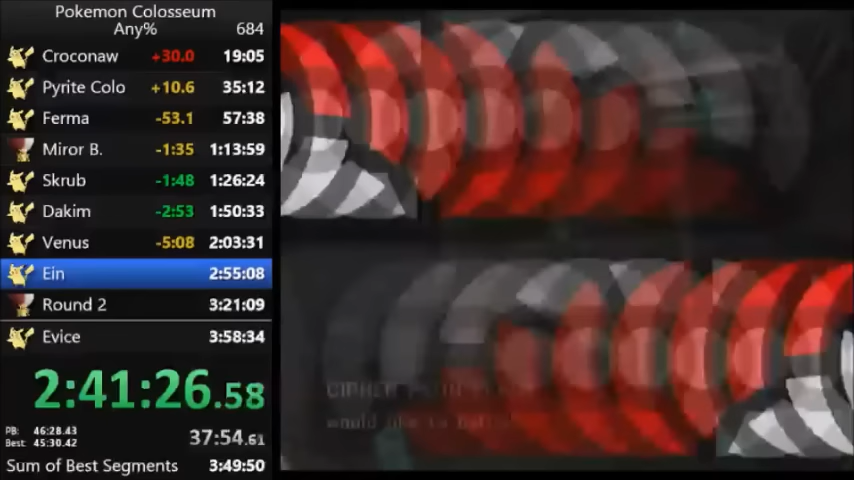 Pokemon Colosseum
Any% 684
Croconaw +30.0 19:05
Pyrite Colo +10.6 35:12
Ferma -53.1 57:38
Miror B. -1:35 1:13:59
Skrub -1:48 1:26:24
Dakim -2:53 1:50:33
Venus -5:08 2:03:31
Ein 2:55:08
Round 2 3:21:09
Evice 3:58:34
2:41:26.58
PB: 46:28.43
Best: 45:30.42
37:54.61
Sum of Best Segments 3:49:50
CIPHER
would like to